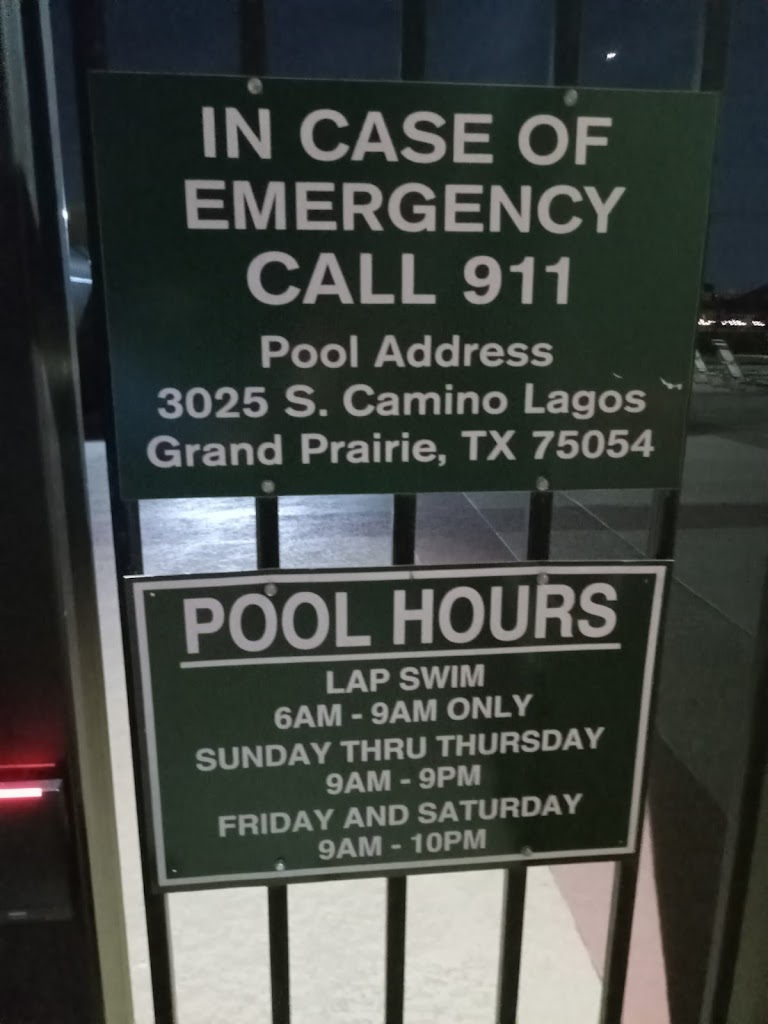 IN CASE OF
EMERGENCY
CALL 911
Pool Address
3025 S. Camino Lagos
Grand Prairie, TX 75054
POOL HOURS
LAP SWIM
6AM - 9AM ONLY
SUNDAY THRU THURSDAY
9AM - 9PM
FRIDAY AND SATURDAY
9AM - 10PM